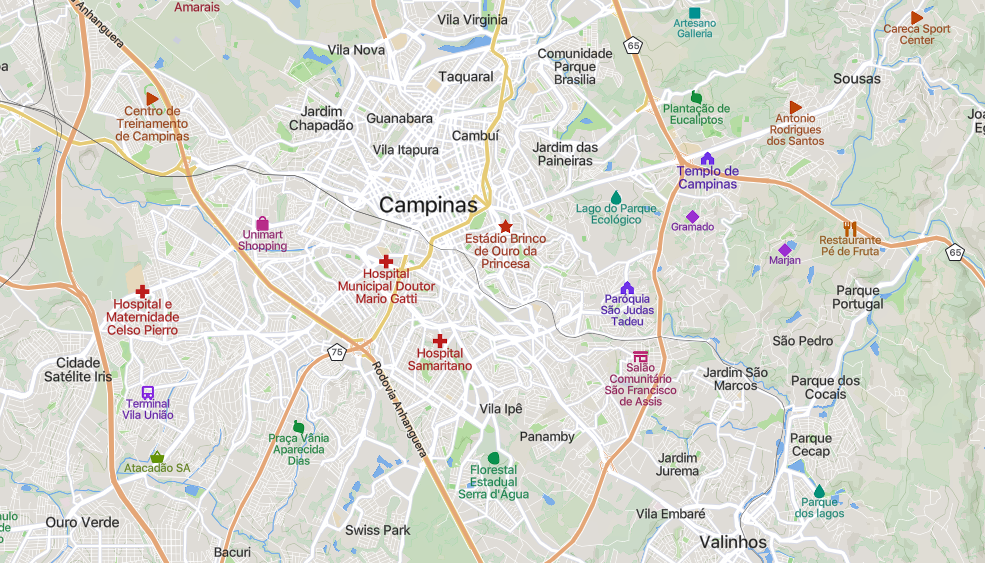 Anhanguera
Amarais
Vila Virgínia
65
Artesano
Galleria
Careca Sport
Center
Vila Nova
Comunidade
Parque
Brasilia
Taquaral
Sousas
Centro de
Treinamento
de Campinas
Jardim
Chapadão
Guanabara
Cambuí
Plantação de
Eucaliptos
Antonio
Rodrigues
dos Santos
Vila Itapura
Jardim das
Paineiras
Templo de
Campinas
Campinas
Lago do Parque
Ecológico
Gramado
Unimart
Shopping
Estádio Brinco
de Ouro da
Princesa
Restaurante
Pé de Fruta
65
Marjan
Hospital
Municipal Doutor
Mario Gatti
Hospital e
Maternidade
Celso Pierro
Paróquia
São Judas
Tadeu
Parque
Portugal
São Pedro
75
Hospital
Samaritano
Cidade
Satélite Iris
Salão
Comunitário
São Francisco
de Assis
Jardim São
Marcos
Parque dos
Cocais
Rodovia Anhanguera
Terminal
Vila União
Vila Ipê
Panamby
Praça Vânia
Aparecida
Dias
Parque
Cecap
Atacadão SA
Florestal
Estadual
Serra d'Água
Jardim
Jurema
Parque
dos lagos
Ouro Verde
Swiss Park
Vila Embaré
Valinhos
Bacuri